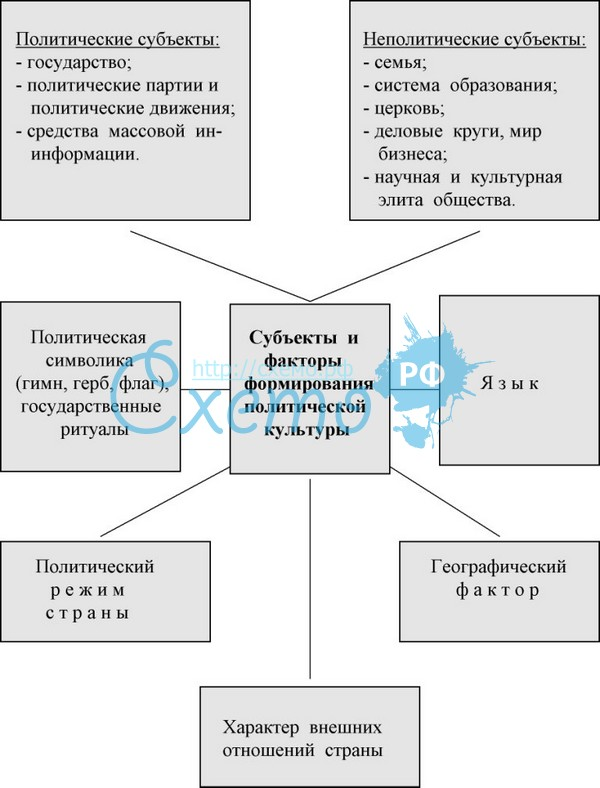 Политические субъекты:
- государство;
- политические партии и
политические движения;
- средства массовой ин-
информации.
Неполитические субъекты:
- семья;
- система образования;
- церковь;
- деловые круги, мир
бизнеса;
- научная и культурная
элита общества.
Политическая
символика
(гимн, герб, флаг),
государственные
ритуалы
Субъекты и
факторы
формирования
политической
культуры
http://схемо.рф
Схемо
РФ
Я з ы к
Политический
р е ж и м
с т р а н ы
Географический
ф а к т о р
Характер внешних
отношений страны